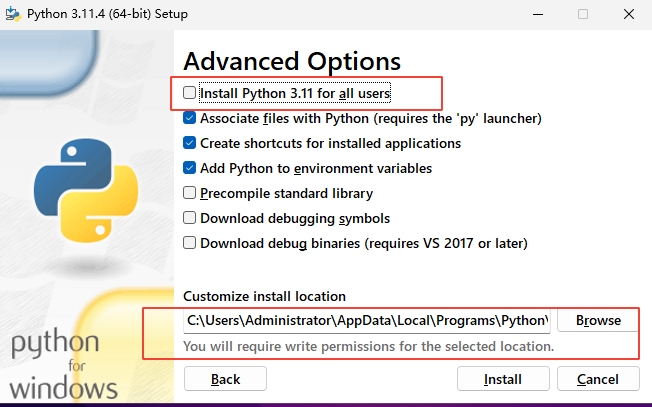 Python 3.11.4 (64-bit) Setup
Advanced Options
Install Python 3.11 for all users
Associate files with Python (requires the 'py' launcher)
Create shortcuts for installed applications
Add Python to environment variables
Precompile standard library
Download debugging symbols
Download debug binaries (requires VS 2017 or later)
Customize install location
C:\Users\Administrator\AppData\Local\Programs\Python\
Browse
You will require write permissions for the selected location.
python
for
windows
Back
Install
Cancel